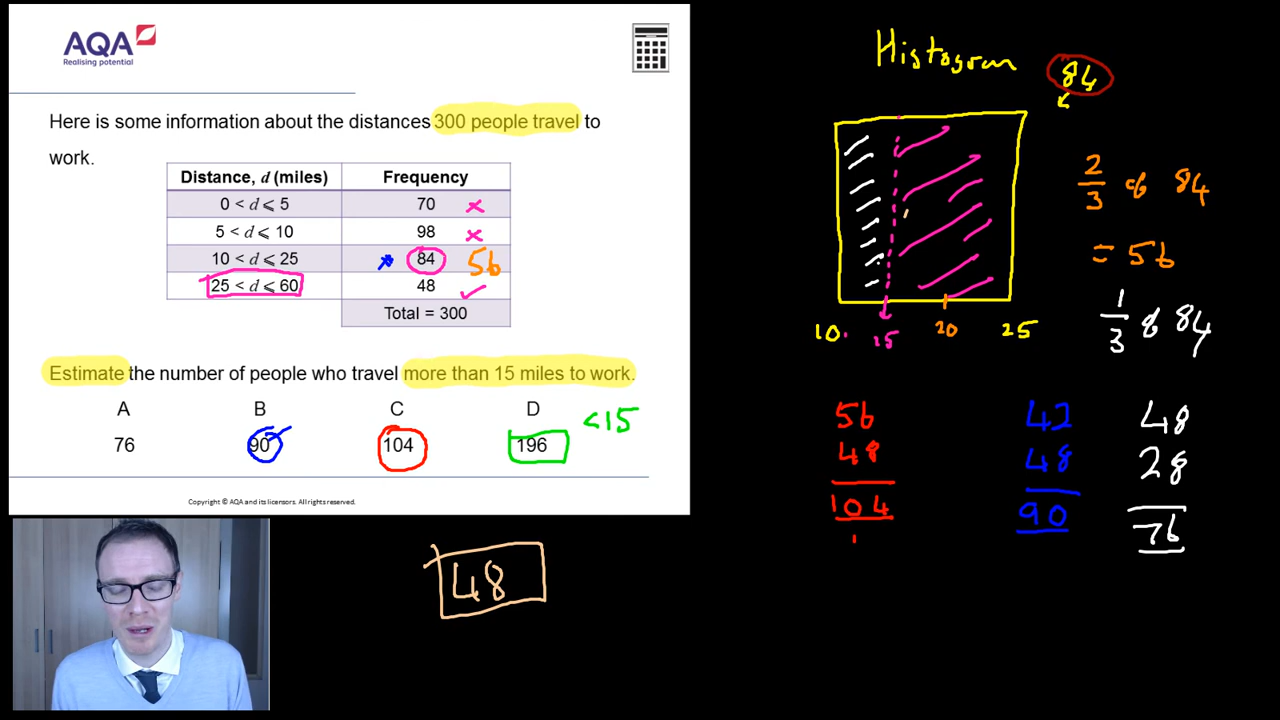 AQA
Realising potential
Here is some information about the distances 300 people travel to
work.
Distance, d (miles) Frequency
0 < d ⩽ 5 70 ×
5 < d ⩽ 10 98 ×
10 < d ⩽ 25 84 56
25 < d ⩽ 60 48 ✓
Total = 300
Estimate the number of people who travel more than 15 miles to work.
A B C D <15
76 90 104 196
Copyright © AQA and its licensors. All rights reserved.
48
Histogram
84
10 15 20 25
2/3 of 84
= 56
1/3 of 84
56
48
104
1
42
48
90
48
28
76